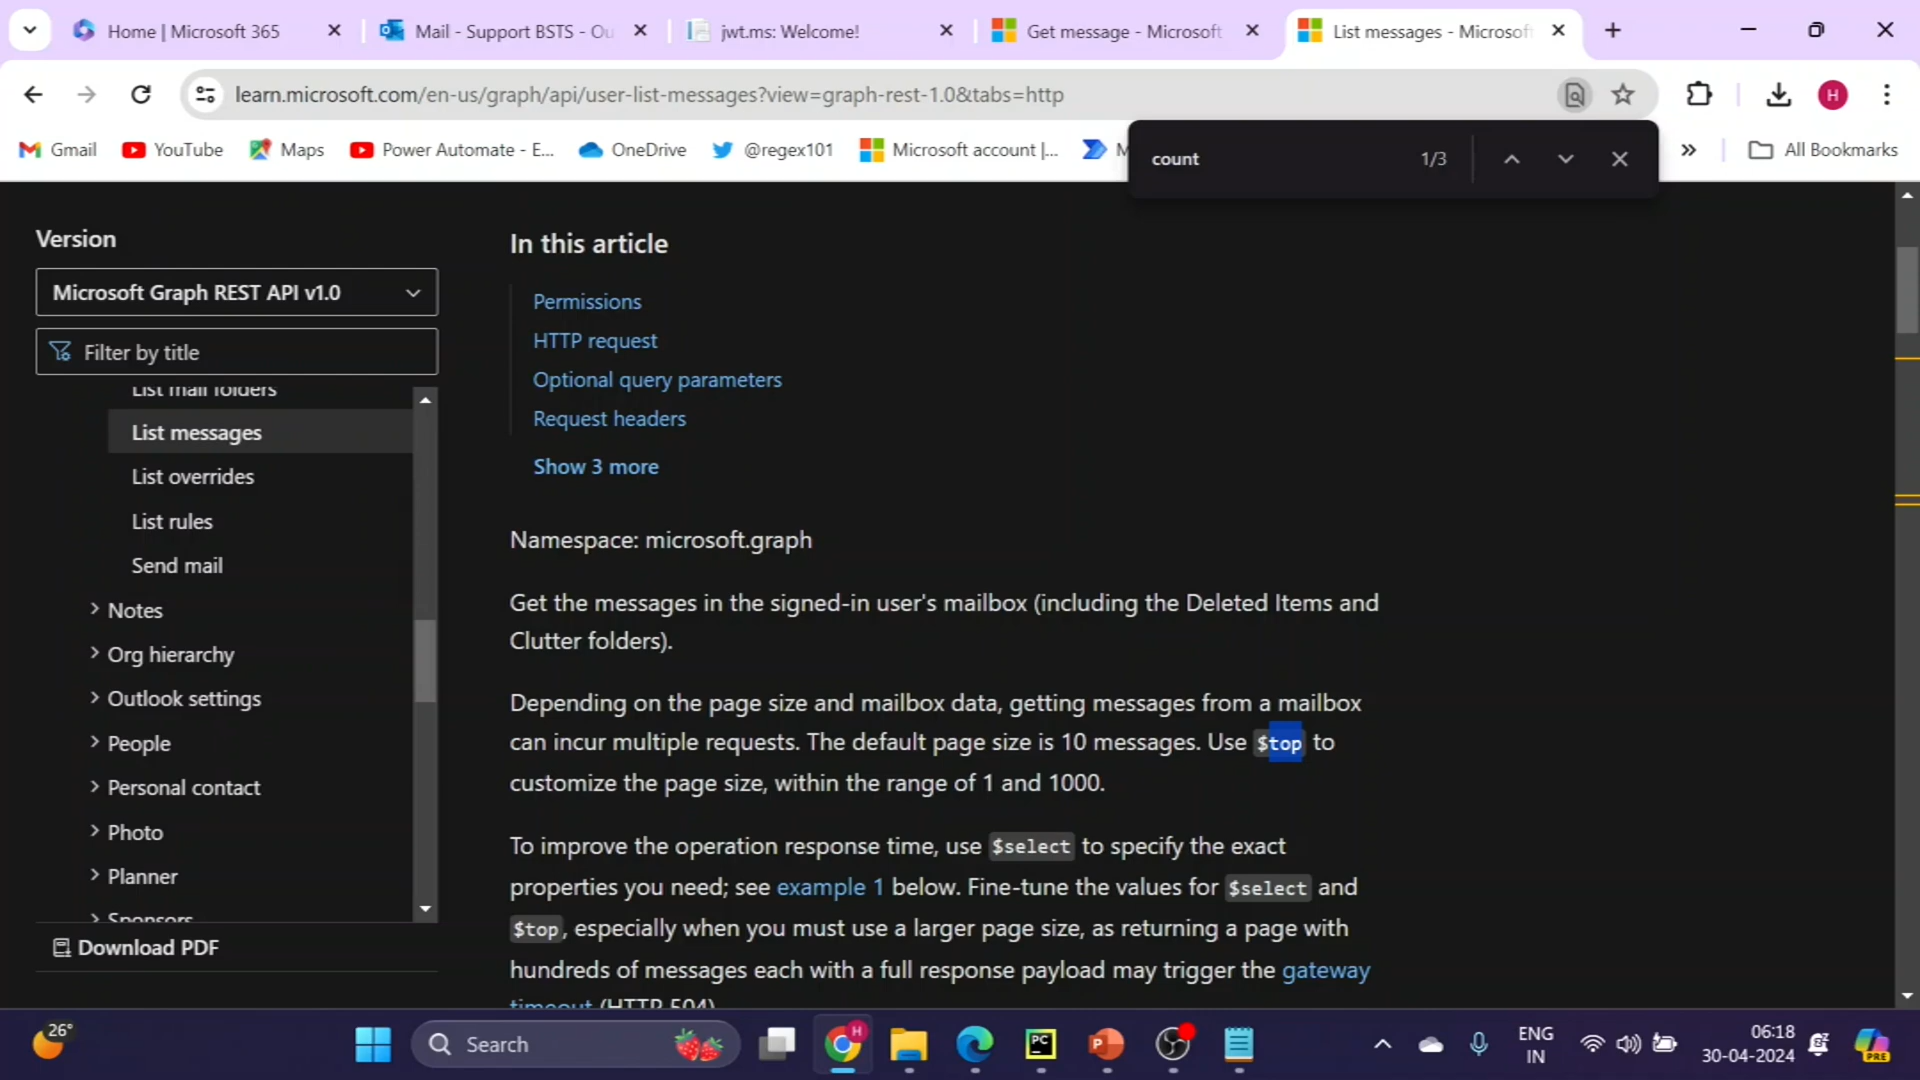 Home | Microsoft 365
Mail - Support BSTS - Ou
jwt.ms: Welcome!
Get message - Microsoft
List messages - Microsoft
learn.microsoft.com/en-us/graph/api/user-list-messages?view=graph-rest-1.0&tabs=http
H
Gmail
YouTube
Maps
Power Automate - E...
OneDrive
@regex101
Microsoft account |...
M
All Bookmarks
count
1/3
Version
Microsoft Graph REST API v1.0
Filter by title
List mail folders
List messages
List overrides
List rules
Send mail
Notes
Org hierarchy
Outlook settings
People
Personal contact
Photo
Planner
Sponsors
Download PDF
In this article
Permissions
HTTP request
Optional query parameters
Request headers
Show 3 more
Namespace: microsoft.graph
Get the messages in the signed-in user's mailbox (including the Deleted Items and
Clutter folders).
Depending on the page size and mailbox data, getting messages from a mailbox
can incur multiple requests. The default page size is 10 messages. Use $top to
customize the page size, within the range of 1 and 1000.
To improve the operation response time, use $select to specify the exact
properties you need; see example 1 below. Fine-tune the values for $select and
$top, especially when you must use a larger page size, as returning a page with
hundreds of messages each with a full response payload may trigger the gateway
timeout (HTTP 504).
26°
Search
H
PC
P
ENG
IN
06:18
30-04-2024
PRE